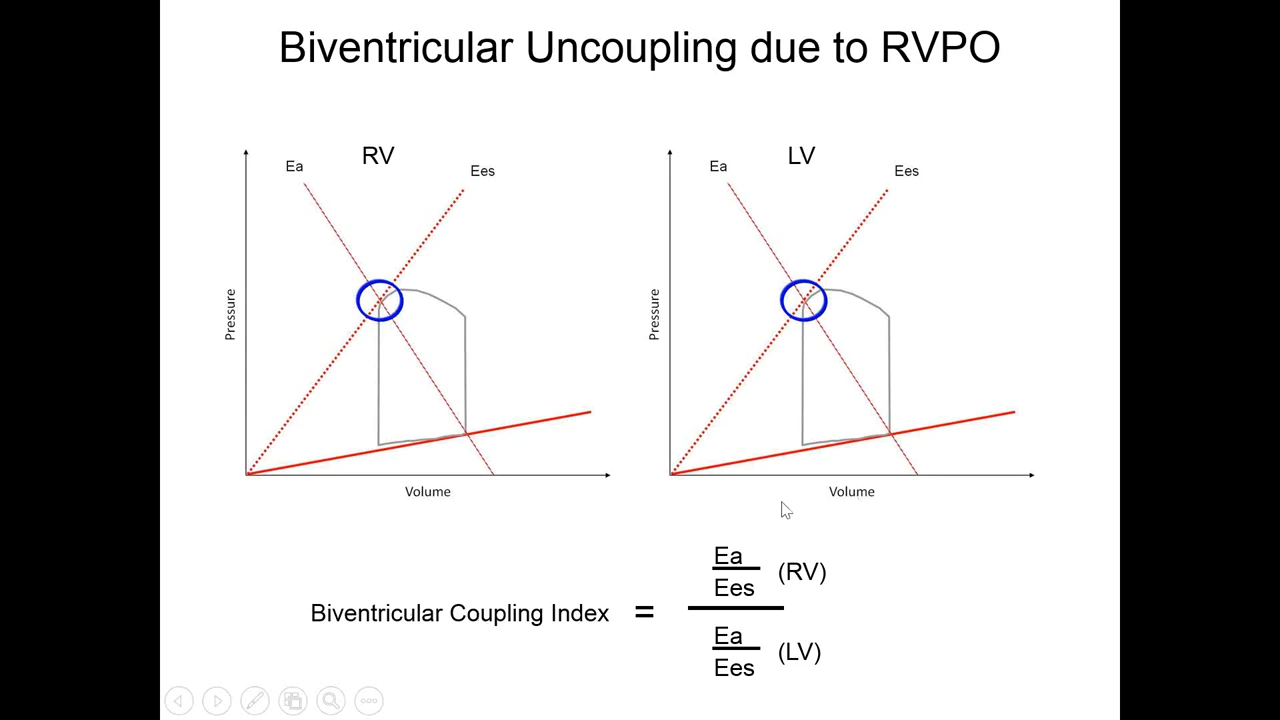 Biventricular Uncoupling due to RVPO
RV
Ea
Ees
Pressure
Volume
LV
Ea
Ees
Pressure
Volume
Biventricular Coupling Index =
Ea
Ees
(RV)
Ea
Ees
(LV)